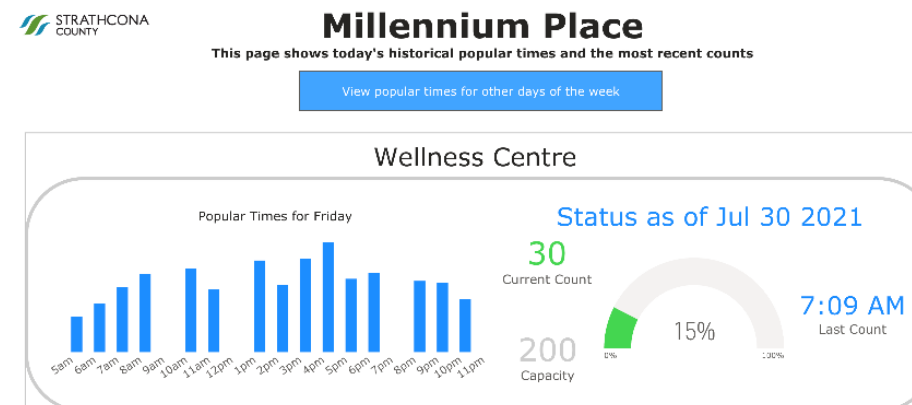 STRATHCONA
COUNTY
Millennium Place
This page shows today's historical popular times and the most recent counts
View popular times for other days of the week
Wellness Centre
Popular Times for Friday
5am 6am 7am 8am 9am 10am 11am 12pm 1pm 2pm 3pm 4pm 5pm 6pm 7pm 8pm 9pm 10pm 11pm
Status as of Jul 30 2021
30
Current Count
200
Capacity
15%
0% 100%
7:09 AM
Last Count